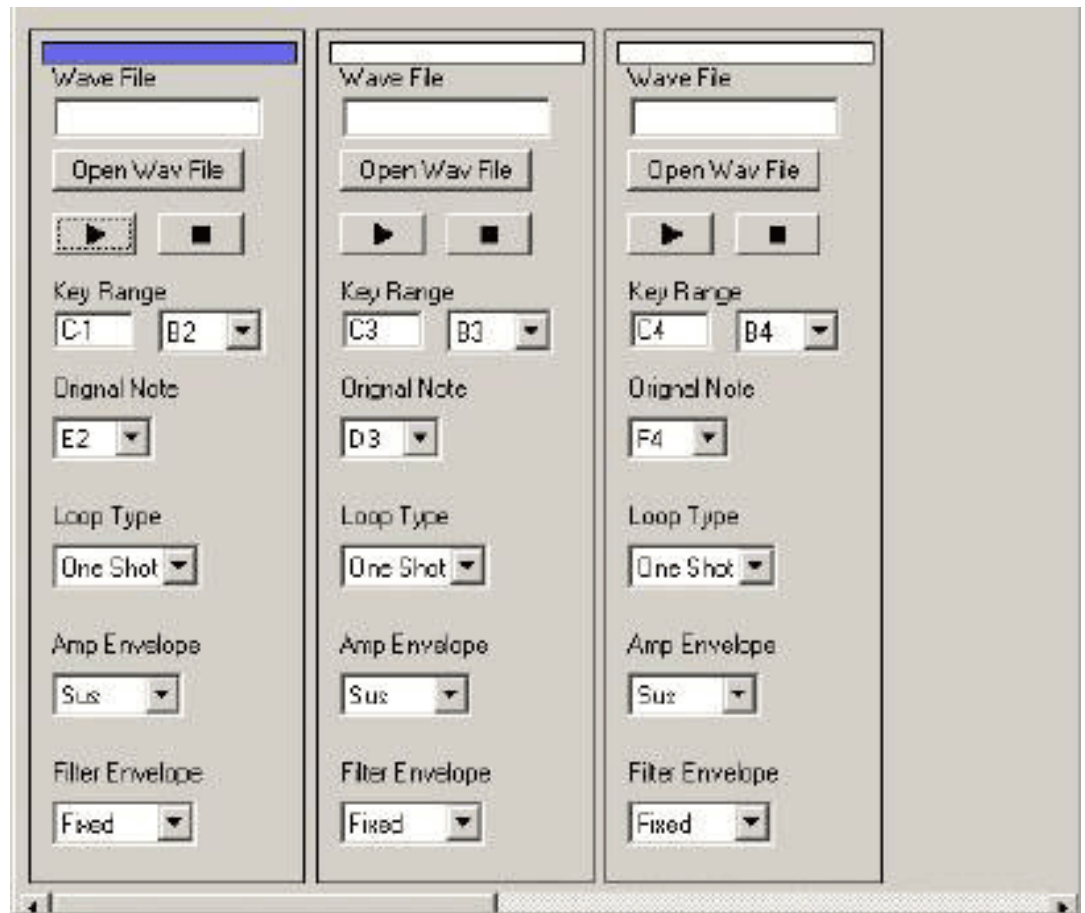 Wave File
Open Wav File
Key Range
C-1 B2
Orignal Note
E2
Loop Type
One Shot
Amp Envelope
Sus
Filter Envelope
Fixed
Wave File
Open Wav File
Key Range
C3 B3
Orignal Note
D3
Loop Type
One Shot
Amp Envelope
Sus
Filter Envelope
Fixed
Wave File
Open Wav File
Key Range
C4 B4
Orignal Note
F4
Loop Type
One Shot
Amp Envelope
Sus
Filter Envelope
Fixed